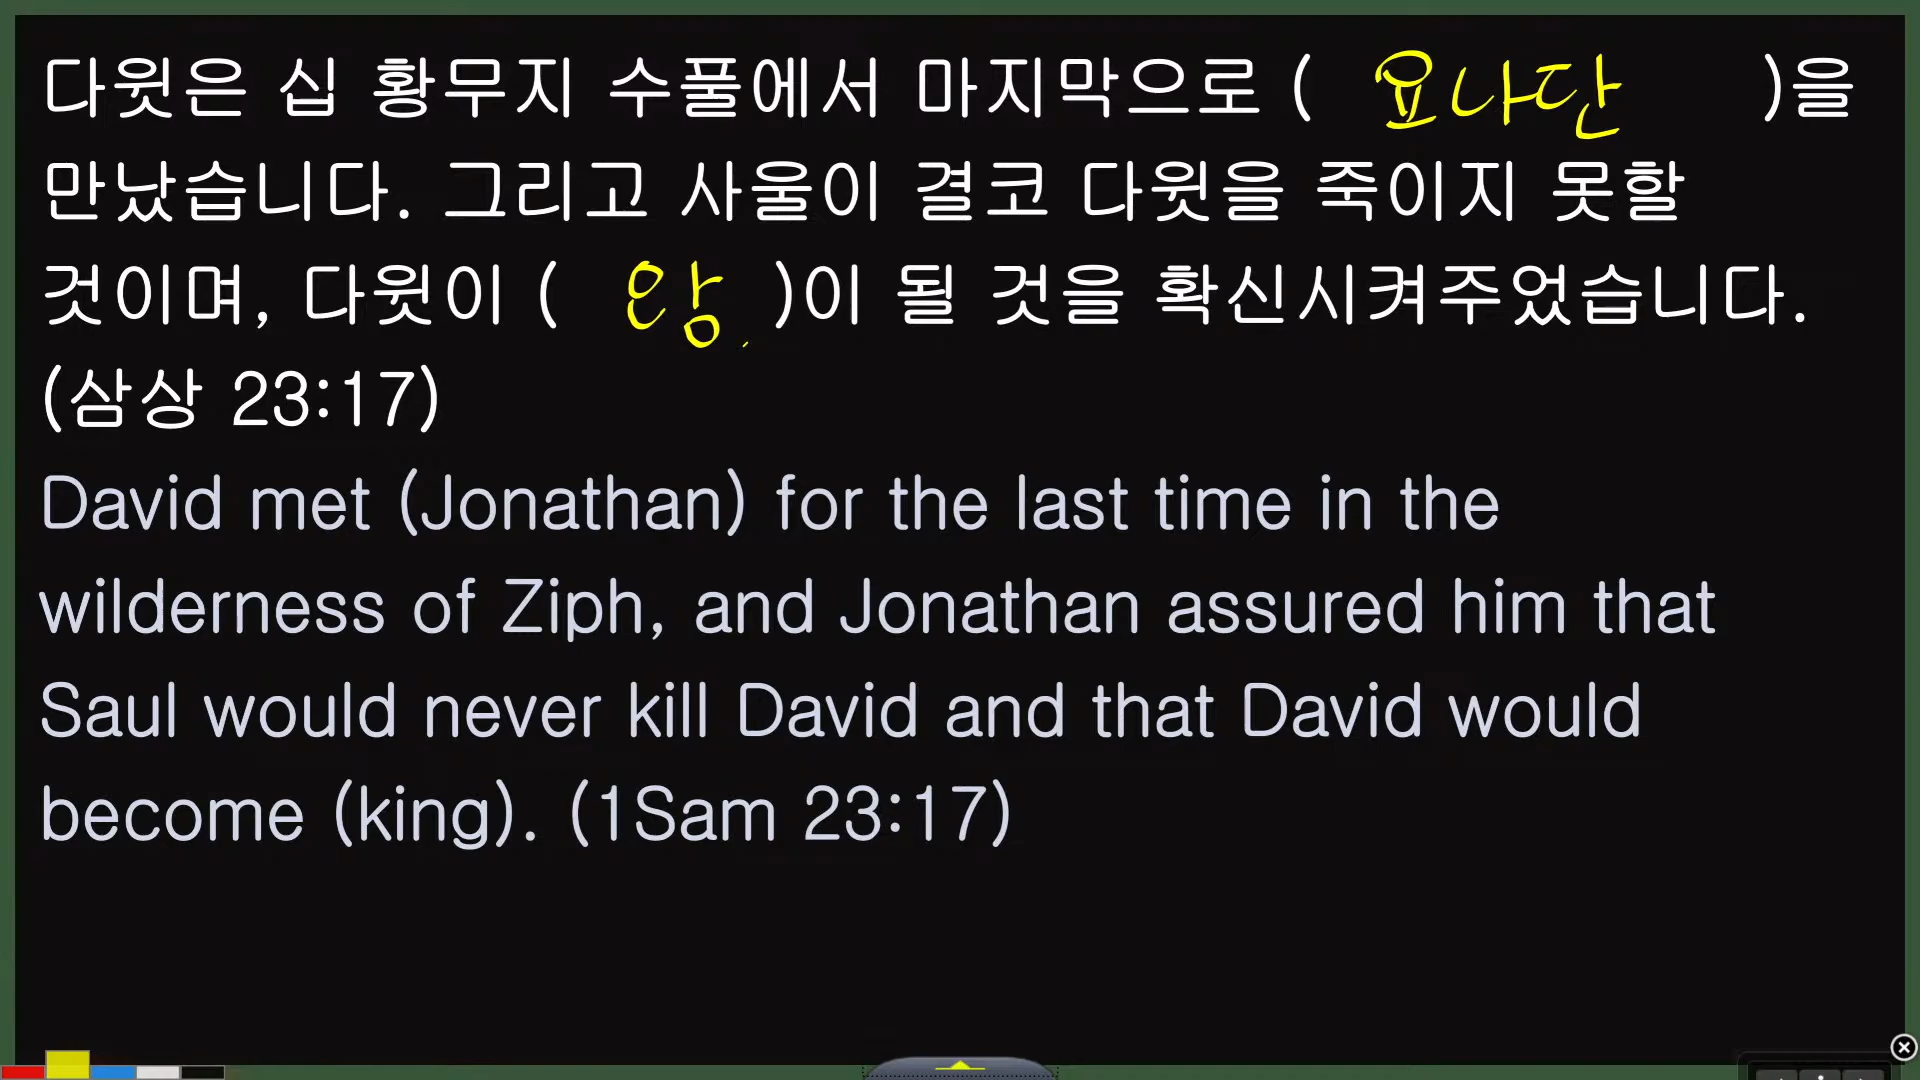 다윗은 십 황무지 수풀에서 마지막으로 ( 요나단 )을
만났습니다. 그리고 사울이 결코 다윗을 죽이지 못할
것이며, 다윗이 ( 왕 )이 될 것을 확신시켜주었습니다.
(삼상 23:17)
David met (Jonathan) for the last time in the
wilderness of Ziph, and Jonathan assured him that
Saul would never kill David and that David would
become (king). (1Sam 23:17)